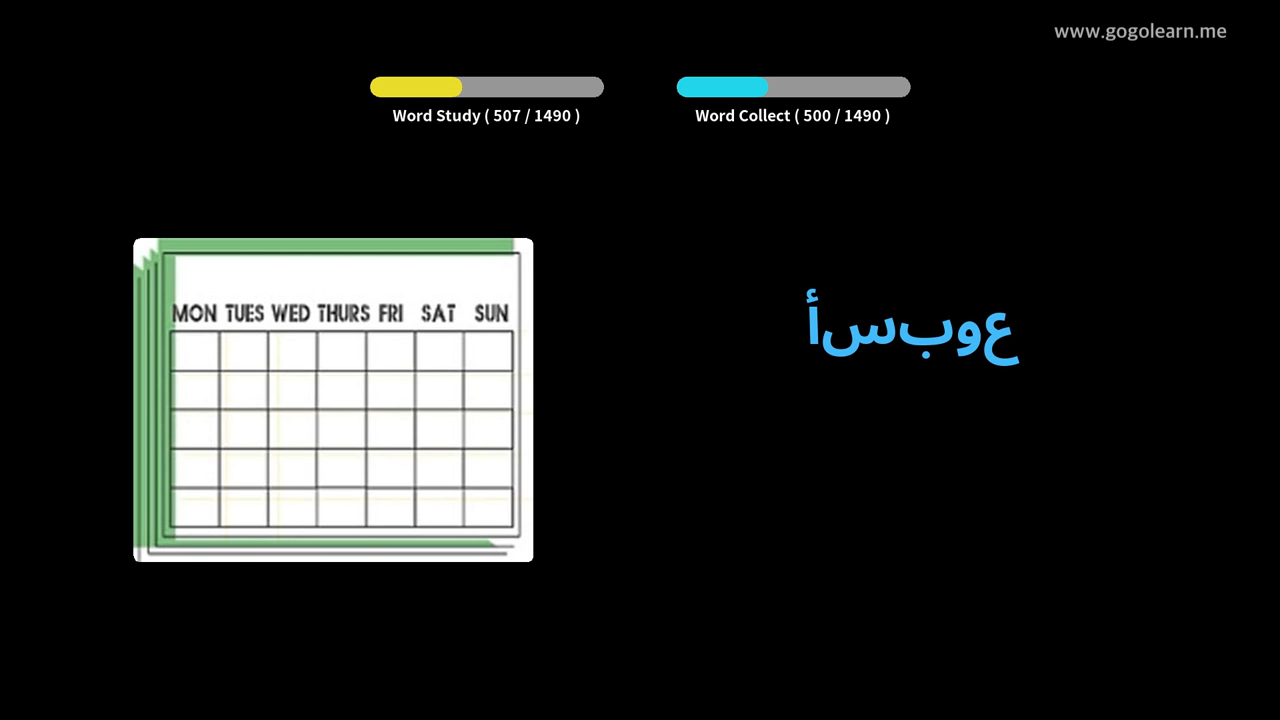 www.gogolearn.me
Word Study ( 507 / 1490 )
Word Collect ( 500 / 1490 )
MON TUES WED THURS FRI SAT SUN
أسبوع